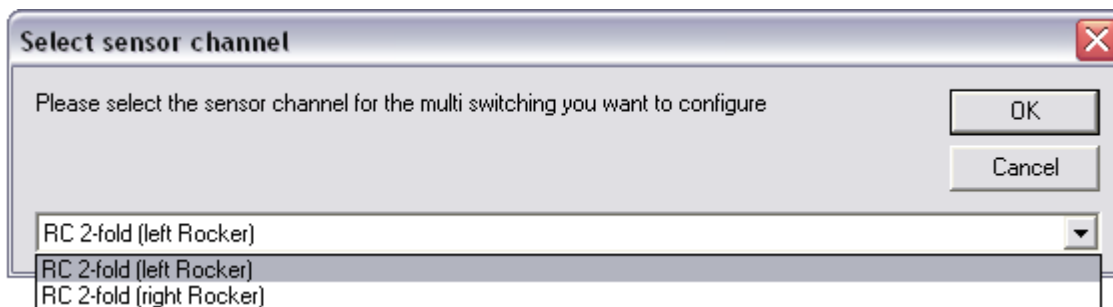 Select sensor channel
Please select the sensor channel for the multi switching you want to configure
OK
Cancel
RC 2-fold (left Rocker)
RC 2-fold (left Rocker)
RC 2-fold (right Rocker)